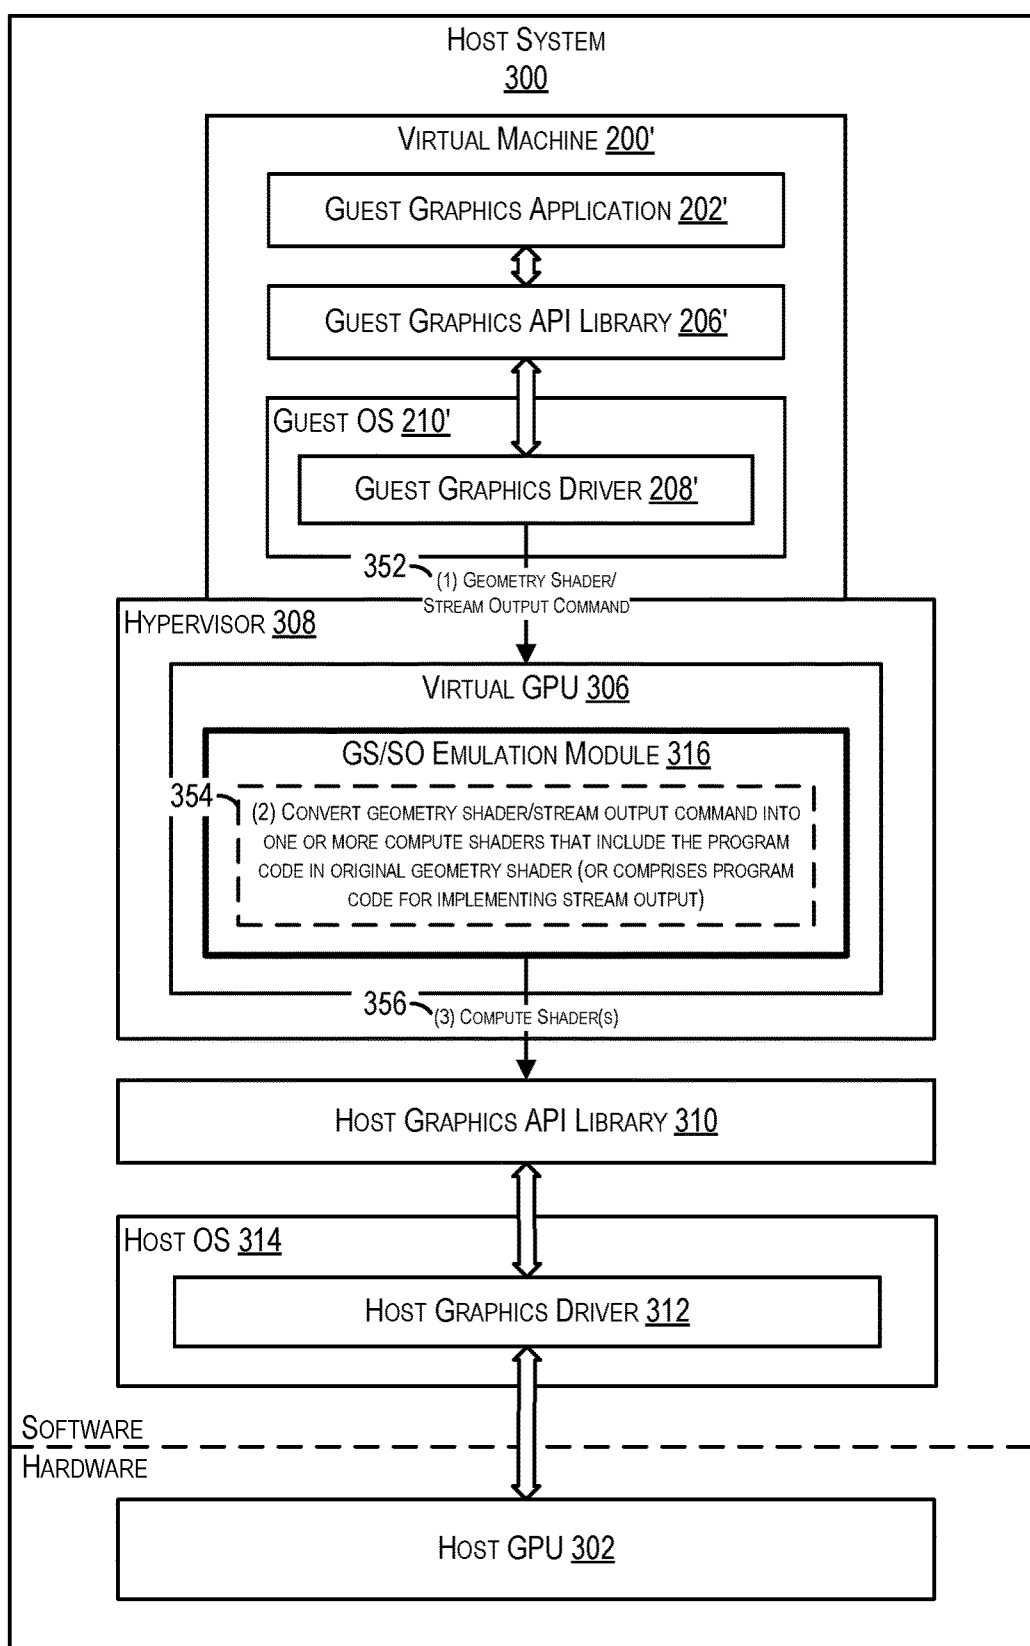 HOST SYSTEM
300
VIRTUAL MACHINE 200'
GUEST GRAPHICS APPLICATION 202'
GUEST GRAPHICS API LIBRARY 206'
GUEST OS 210'
GUEST GRAPHICS DRIVER 208'
352
(1) GEOMETRY SHADER/
STREAM OUTPUT COMMAND
HYPERVISOR 308
VIRTUAL GPU 306
GS/SO EMULATION MODULE 316
354
(2) CONVERT GEOMETRY SHADER/STREAM OUTPUT COMMAND INTO
ONE OR MORE COMPUTE SHADERS THAT INCLUDE THE PROGRAM
CODE IN ORIGINAL GEOMETRY SHADER (OR COMPRISES PROGRAM
CODE FOR IMPLEMENTING STREAM OUTPUT)
356
(3) COMPUTE SHADER(S)
HOST GRAPHICS API LIBRARY 310
HOST OS 314
HOST GRAPHICS DRIVER 312
SOFTWARE
HARDWARE
HOST GPU 302